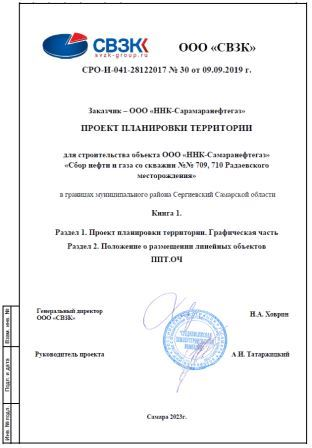 СВЗК
svzk-group.ru
ООО «СВЗК»
СРО-И-041-28122017 № 30 от 09.09.2019 г.
Заказчик – ООО «ННК-Сарамаранефтегаз»
ПРОЕКТ ПЛАНИРОВКИ ТЕРРИТОРИИ
для строительства объекта ООО «ННК-Самаранефтегаз»
«Сбор нефти и газа со скважин №№ 709, 710 Радаевского
месторождения»
в границах муниципального района Сергиевский Самарской области
Книга 1.
Раздел 1. Проект планировки территории. Графическая часть
Раздел 2. Положение о размещении линейных объектов
ППТ.ОЧ
Генеральный директор
ООО «СВЗК»
Н.А. Ховрин
Руководитель проекта
А.И. Татаржицкий
Взам. инв. №
Подп. и дата
Инв. № подл.
Самара 2023г.